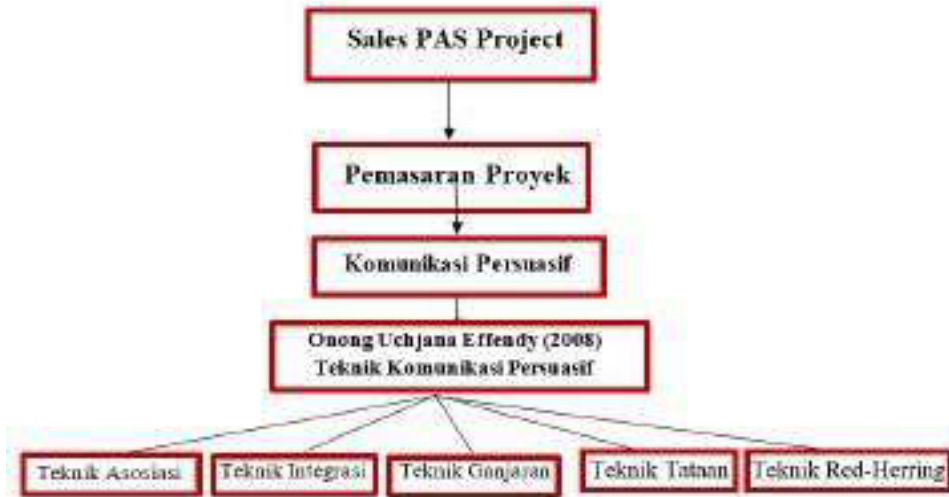 Sales PAS Project
Pemasaran Proyek
Komunikasi Persuasif
Onong Uchjana Effendy (2008)
Teknik Komunikasi Persuasif
Teknik Asosiasi
Teknik Integrasi
Teknik Ganjaran
Teknik Tataan
Teknik Red-Herring